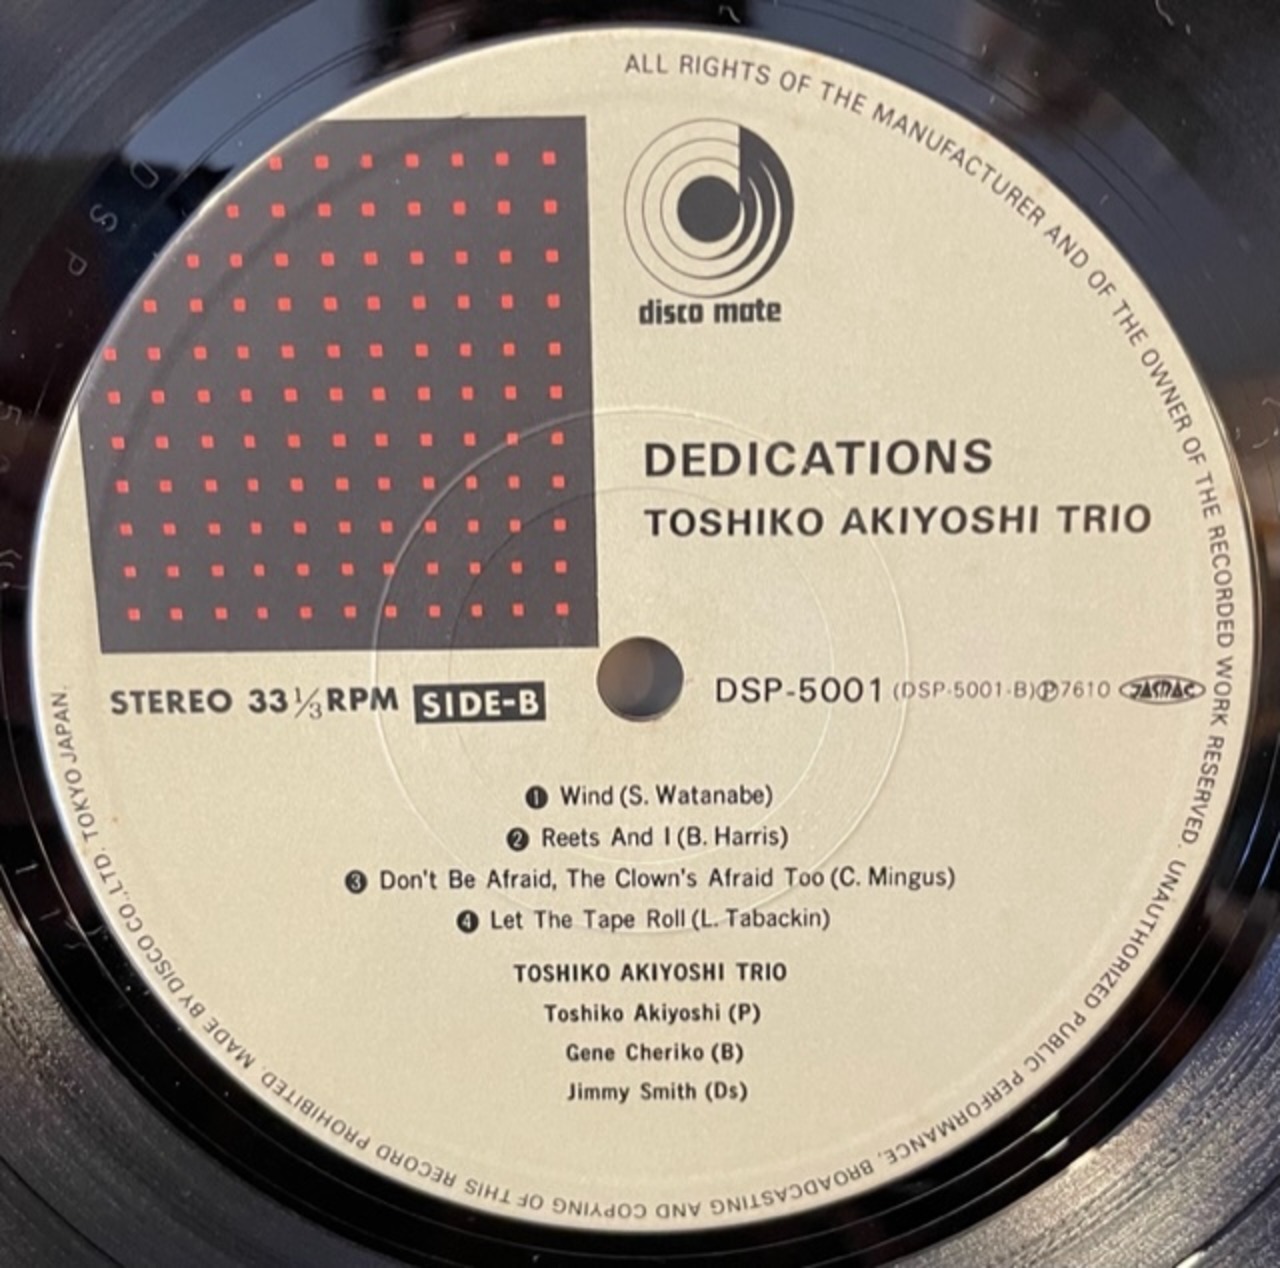 ALL RIGHTS OF THE MANUFACTURER AND OF THE OWNER OF THE RECORDED WORK RESERVED. UNAUTHORIZED PUBLIC PERFORMANCE, BROADCASTING AND COPYING OF THIS RECORD PROHIBITED. MADE BY DISCO CO.,LTD. TOKYO JAPAN.
disco mate
DEDICATIONS
TOSHIKO AKIYOSHI TRIO
STEREO 33⅓RPM SIDE-B
DSP-5001 (DSP-5001-B)Ⓟ7610 JASRAC
❶ Wind (S. Watanabe)
❷ Reets And I (B. Harris)
❸ Don't Be Afraid, The Clown's Afraid Too (C. Mingus)
❹ Let The Tape Roll (L. Tabackin)
TOSHIKO AKIYOSHI TRIO
Toshiko Akiyoshi (P)
Gene Cheriko (B)
Jimmy Smith (Ds)